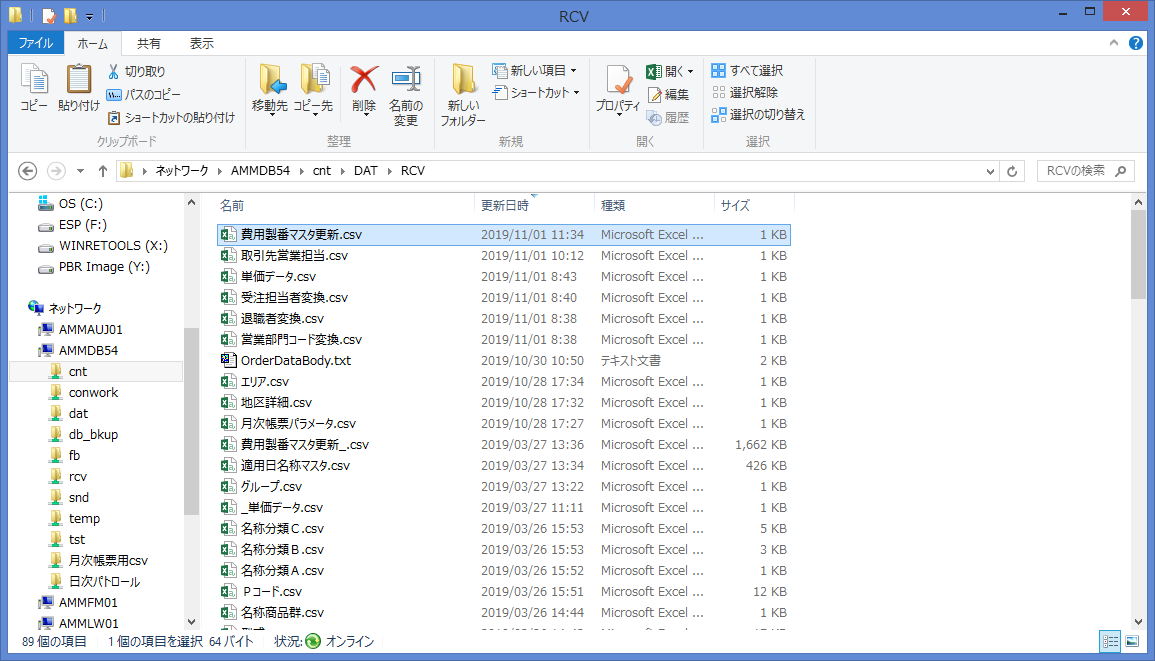 RCV
ファイル ホーム 共有 表示
コピー 貼り付け 切り取り
パスのコピー
ショートカットの貼り付け
クリップボード
移動先 コピー先 削除 名前の変更
整理
新しいフォルダー 新しい項目
ショートカット
新規
プロパティ 開く
編集
履歴
開く
すべて選択
選択解除
選択の切り替え
選択
ネットワーク AMMDB54 cnt DAT RCV
RCVの検索
OS (C:)
ESP (F:)
WINRETOOLS (X:)
PBR Image (Y:)
ネットワーク
AMMAUJ01
AMMDB54
cnt
conwork
dat
db_bkup
fb
rcv
snd
temp
tst
月次帳票用csv
日次パトロール
AMMFM01
AMMLW01
名前 更新日時 種類 サイズ
費用製番マスタ更新.csv 2019/11/01 11:34 Microsoft Excel ... 1 KB
取引先営業担当.csv 2019/11/01 10:12 Microsoft Excel ... 1 KB
単価データ.csv 2019/11/01 8:43 Microsoft Excel ... 1 KB
受注担当者変換.csv 2019/11/01 8:40 Microsoft Excel ... 1 KB
退職者変換.csv 2019/11/01 8:38 Microsoft Excel ... 1 KB
営業部門コード変換.csv 2019/11/01 8:38 Microsoft Excel ... 1 KB
OrderDataBody.txt 2019/10/30 10:50 テキスト文書 2 KB
エリア.csv 2019/10/28 17:34 Microsoft Excel ... 1 KB
地区詳細.csv 2019/10/28 17:32 Microsoft Excel ... 1 KB
月次帳票パラメータ.csv 2019/10/28 17:27 Microsoft Excel ... 1 KB
費用製番マスタ更新_.csv 2019/03/27 13:36 Microsoft Excel ... 1,662 KB
適用日名称マスタ.csv 2019/03/27 13:34 Microsoft Excel ... 426 KB
グループ.csv 2019/03/27 13:22 Microsoft Excel ... 1 KB
_単価データ.csv 2019/03/27 11:11 Microsoft Excel ... 1 KB
名称分類Ｃ.csv 2019/03/26 15:53 Microsoft Excel ... 5 KB
名称分類Ｂ.csv 2019/03/26 15:53 Microsoft Excel ... 3 KB
名称分類Ａ.csv 2019/03/26 15:52 Microsoft Excel ... 1 KB
Ｐコード.csv 2019/03/26 15:51 Microsoft Excel ... 12 KB
名称商品群.csv 2019/03/26 14:44 Microsoft Excel ... 1 KB
89 個の項目 1 個の項目を選択 64 バイト 状況: オンライン